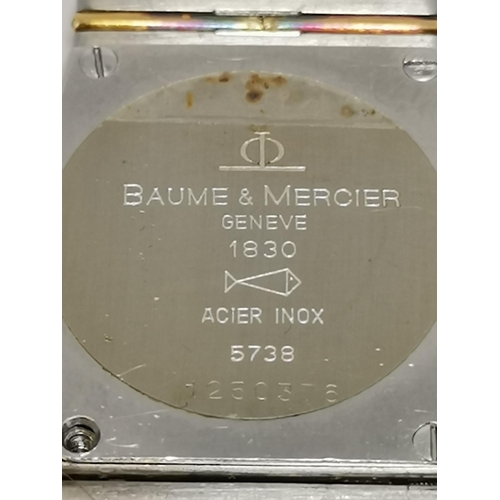 BAUME & MERCIER
GENEVE
1830
ACIER INOX
5738